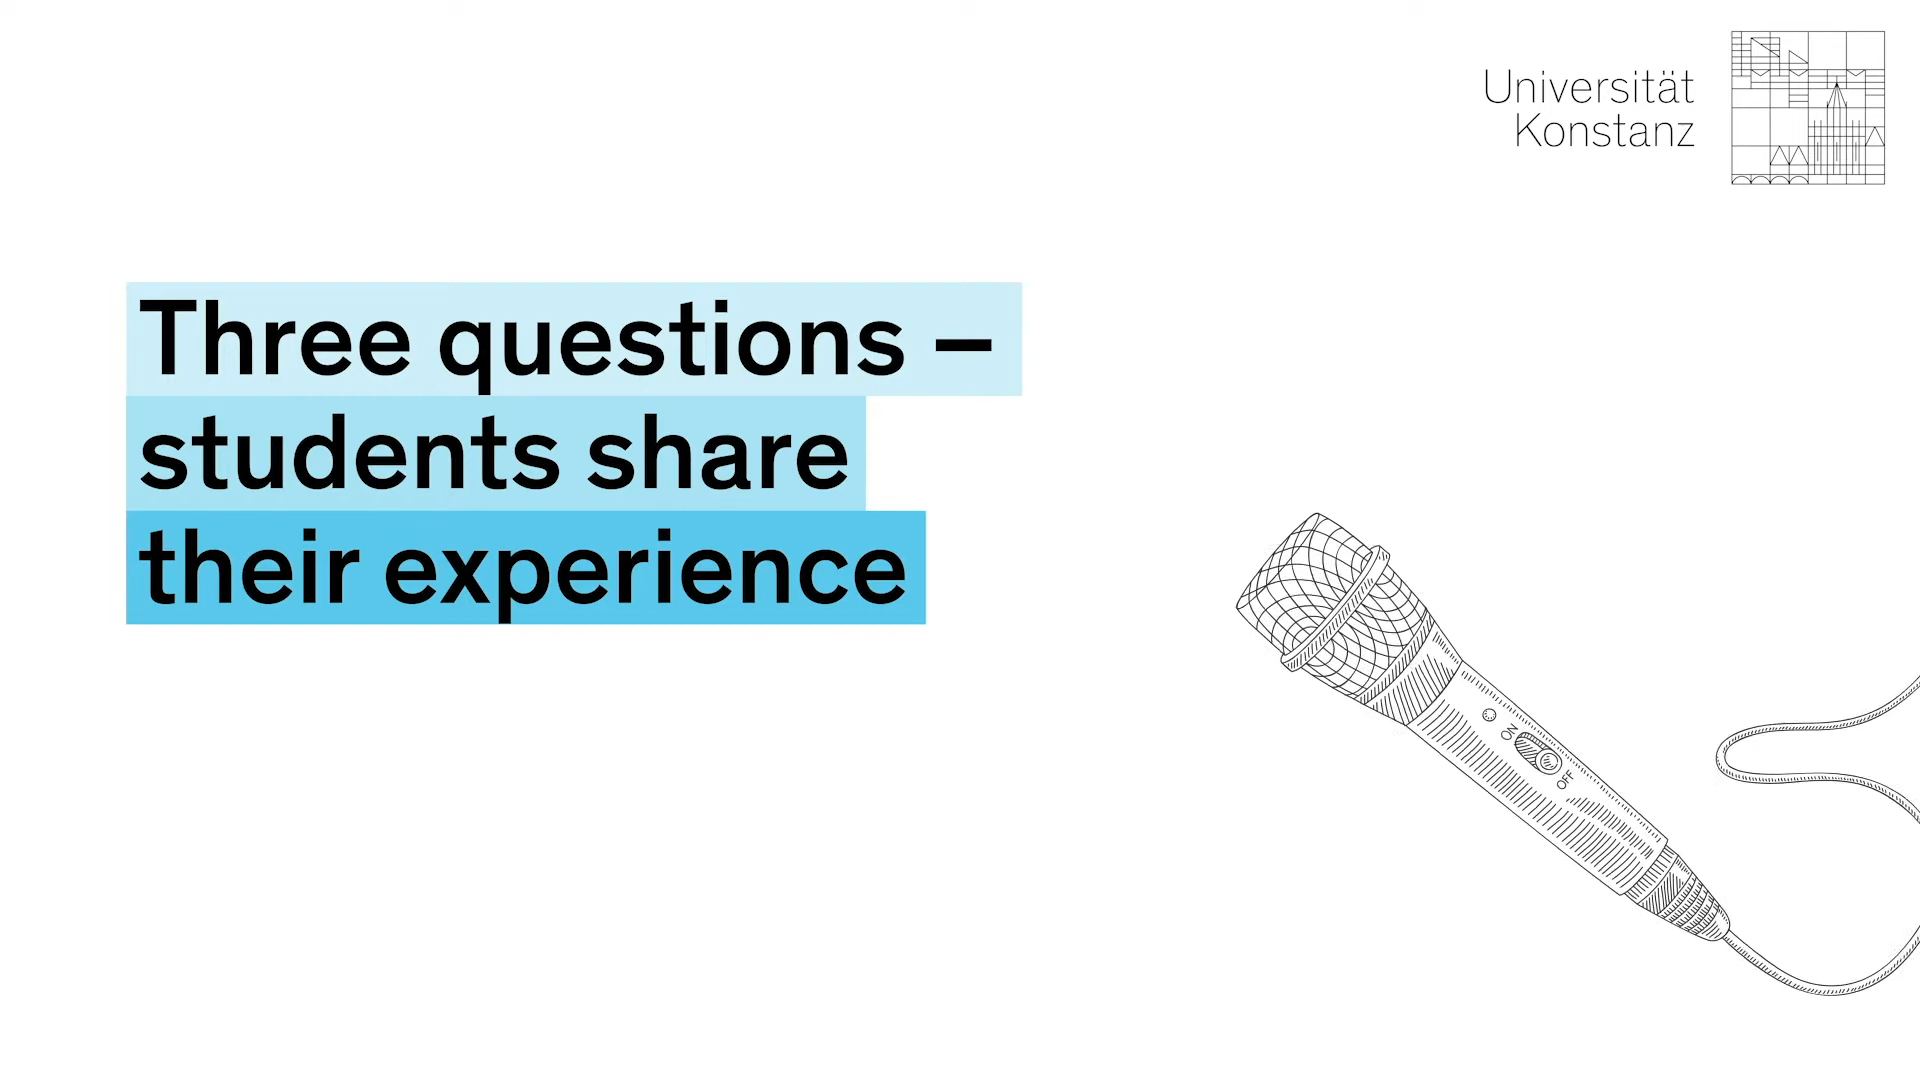 Universität
Konstanz
Three questions –
students share
their experience
ON
OFF